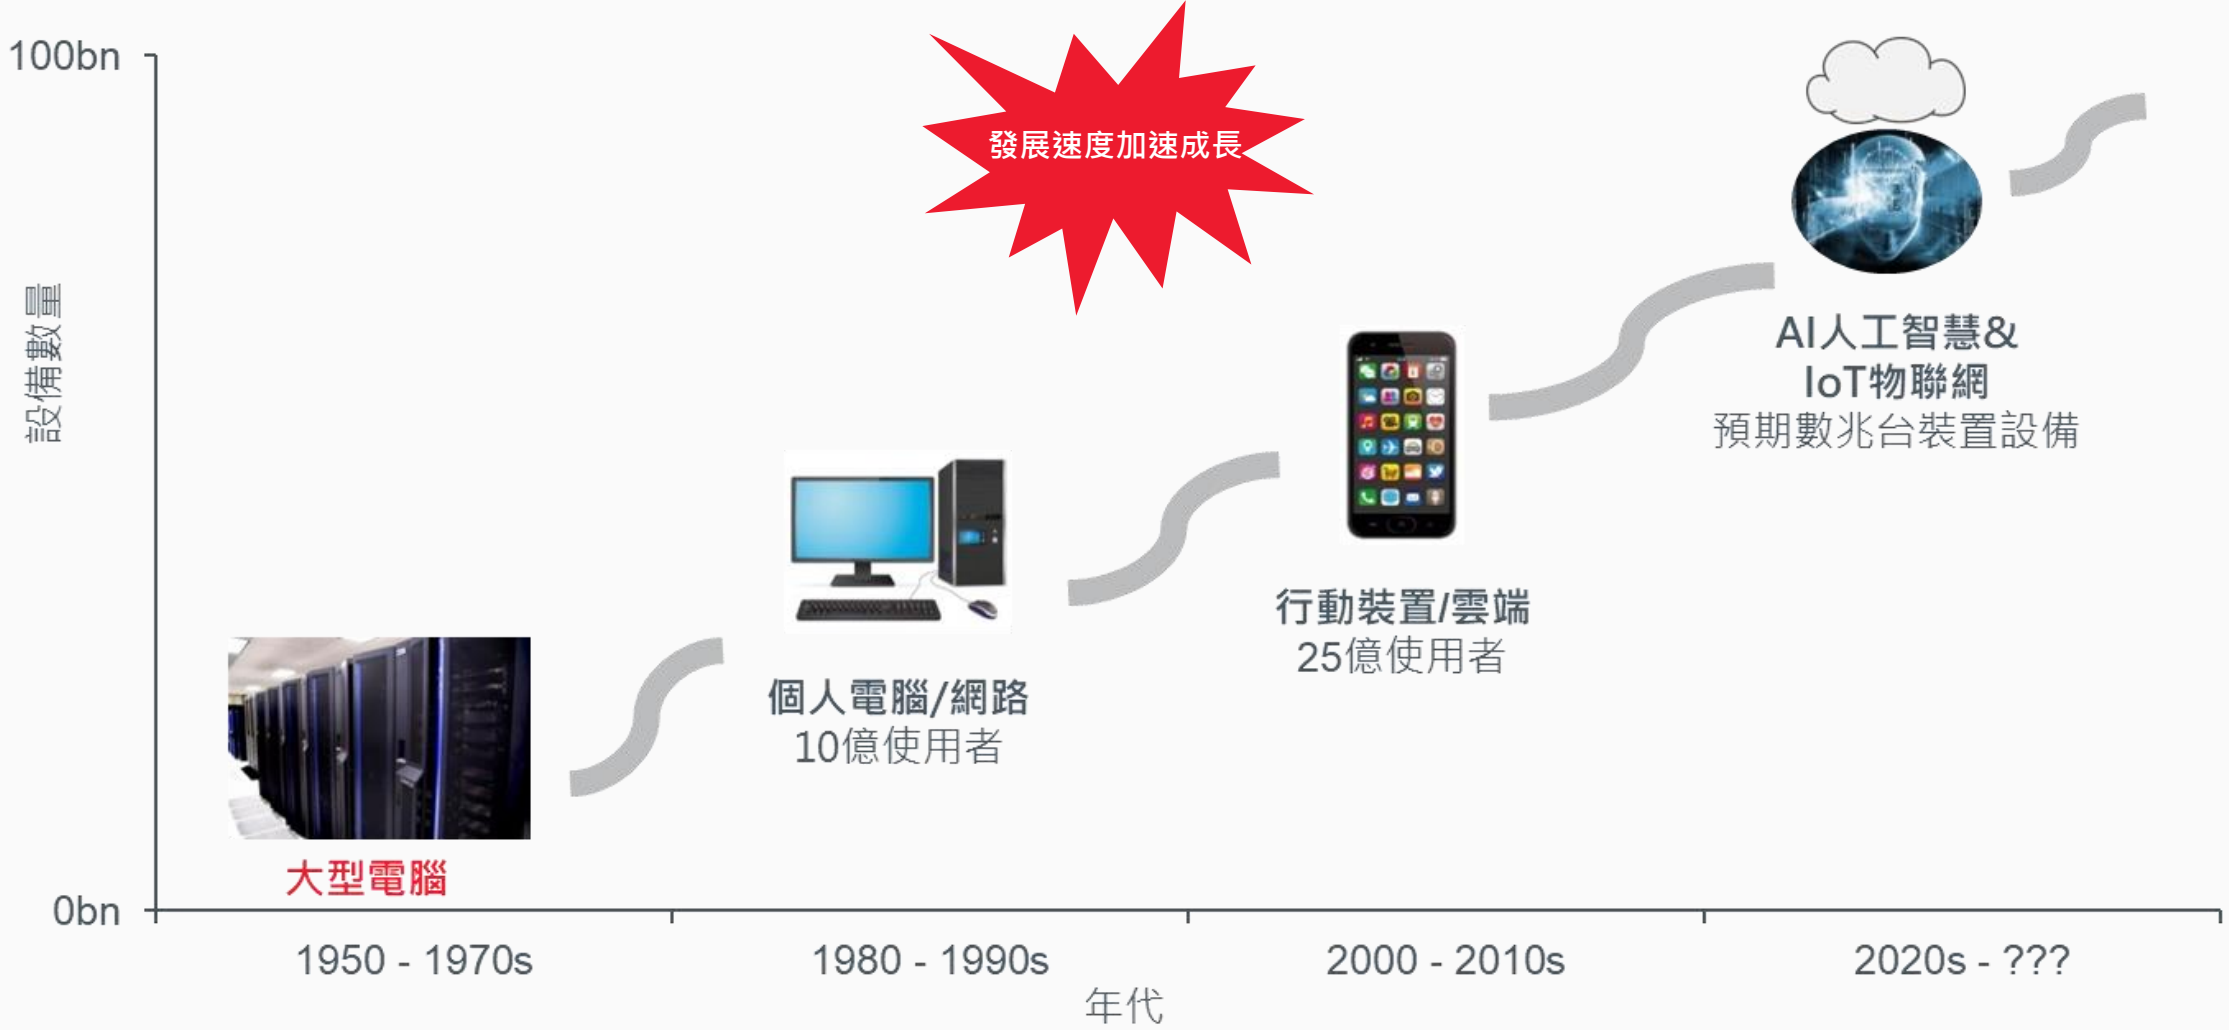 100bn
發展速度加速成長
設備數量
AI人工智慧&
IoT物聯網
預期數兆台裝置設備
行動裝置/雲端
25億使用者
個人電腦/網路
10億使用者
大型電腦
0bn
1950 - 1970s
1980 - 1990s
2000 - 2010s
2020s - ???
年代